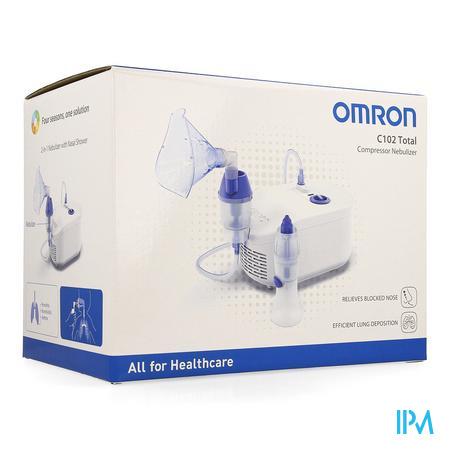 Four seasons, one solution
2-in-1 Nebulizer with Nasal Shower
Nebulizer
OMRON
C102 Total
Compressor Nebulizer
RELIEVES BLOCKED NOSE
EFFICIENT LUNG DEPOSITION
All for Healthcare
IPM